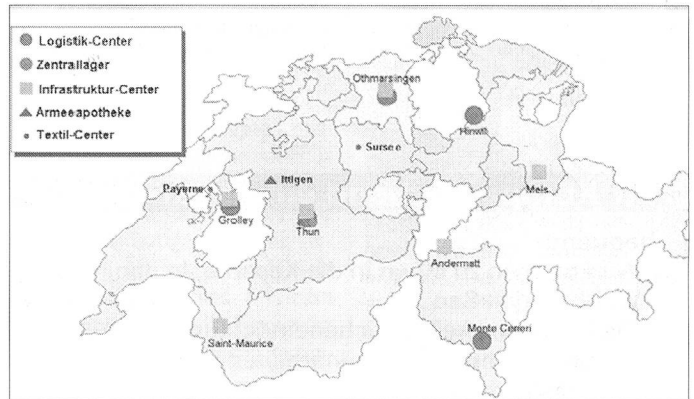 Logistik-Center
Zentrallager
Infrastruktur-Center
Armeeapotheke
Textil-Center
Othmarsingen
Hinwil
Sursee
Ittigen
Payerne
Mels
Grolley
Thun
Andermatt
Monte Ceneri
Saint-Maurice